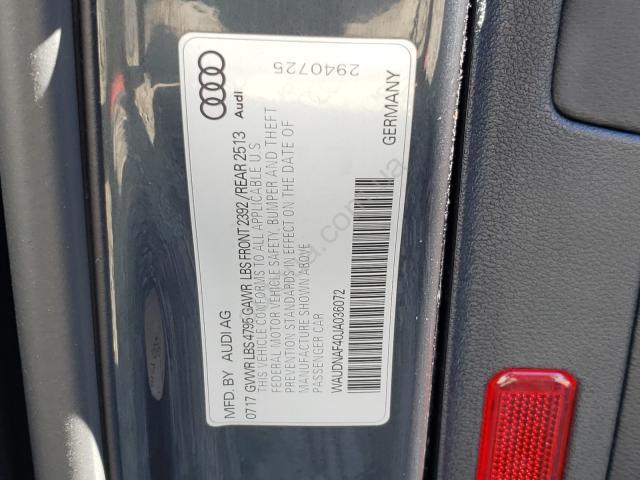 MFD. BY AUDI AG
0717 GVWR LBS 4795 GAWR LBS FRONT 2392/REAR 2513
THIS VEHICLE CONFORMS TO ALL APPLICABLE U.S.
FEDERAL MOTOR VEHICLE SAFETY, BUMPER AND THEFT
PREVENTION STANDARDS IN EFFECT ON THE DATE OF
MANUFACTURE SHOWN ABOVE.
PASSENGER CAR
WAUDNAF40JA036072
GERMANY
Audi
2940725